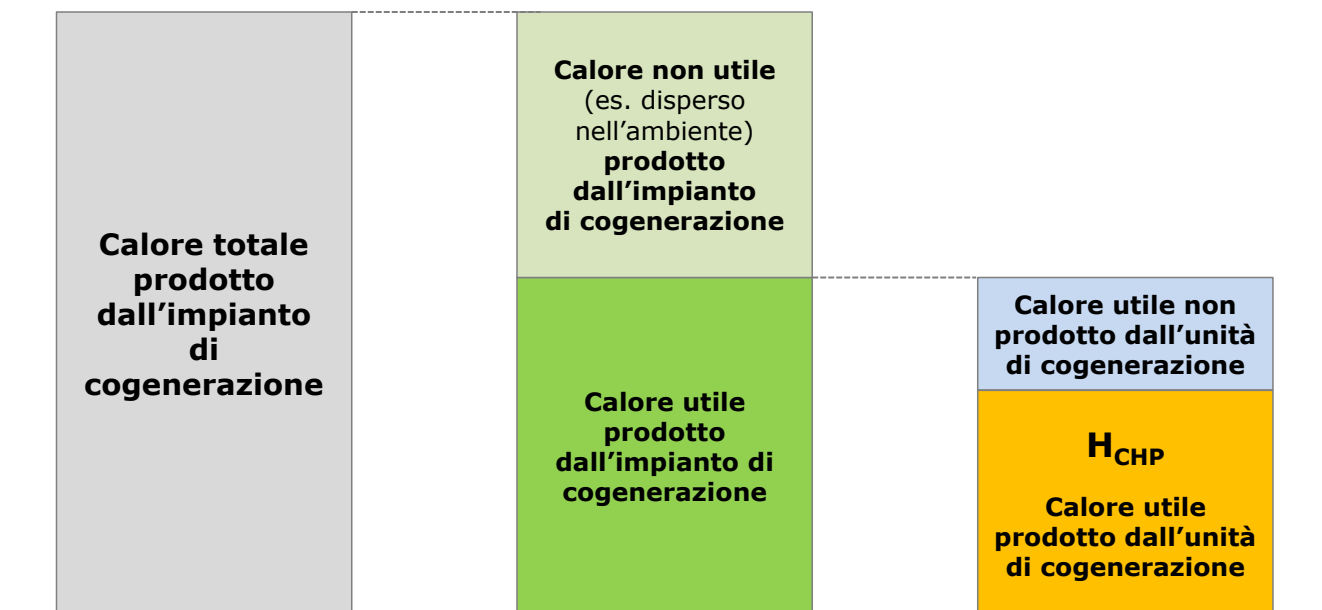 Calore totale
prodotto
dall’impianto
di
cogenerazione
Calore non utile
(es. disperso
nell’ambiente)
prodotto
dall’impianto
di cogenerazione
Calore utile
prodotto
dall’impianto di
cogenerazione
Calore utile non
prodotto dall’unità
di cogenerazione
HCHP
Calore utile
prodotto dall’unità
di cogenerazione